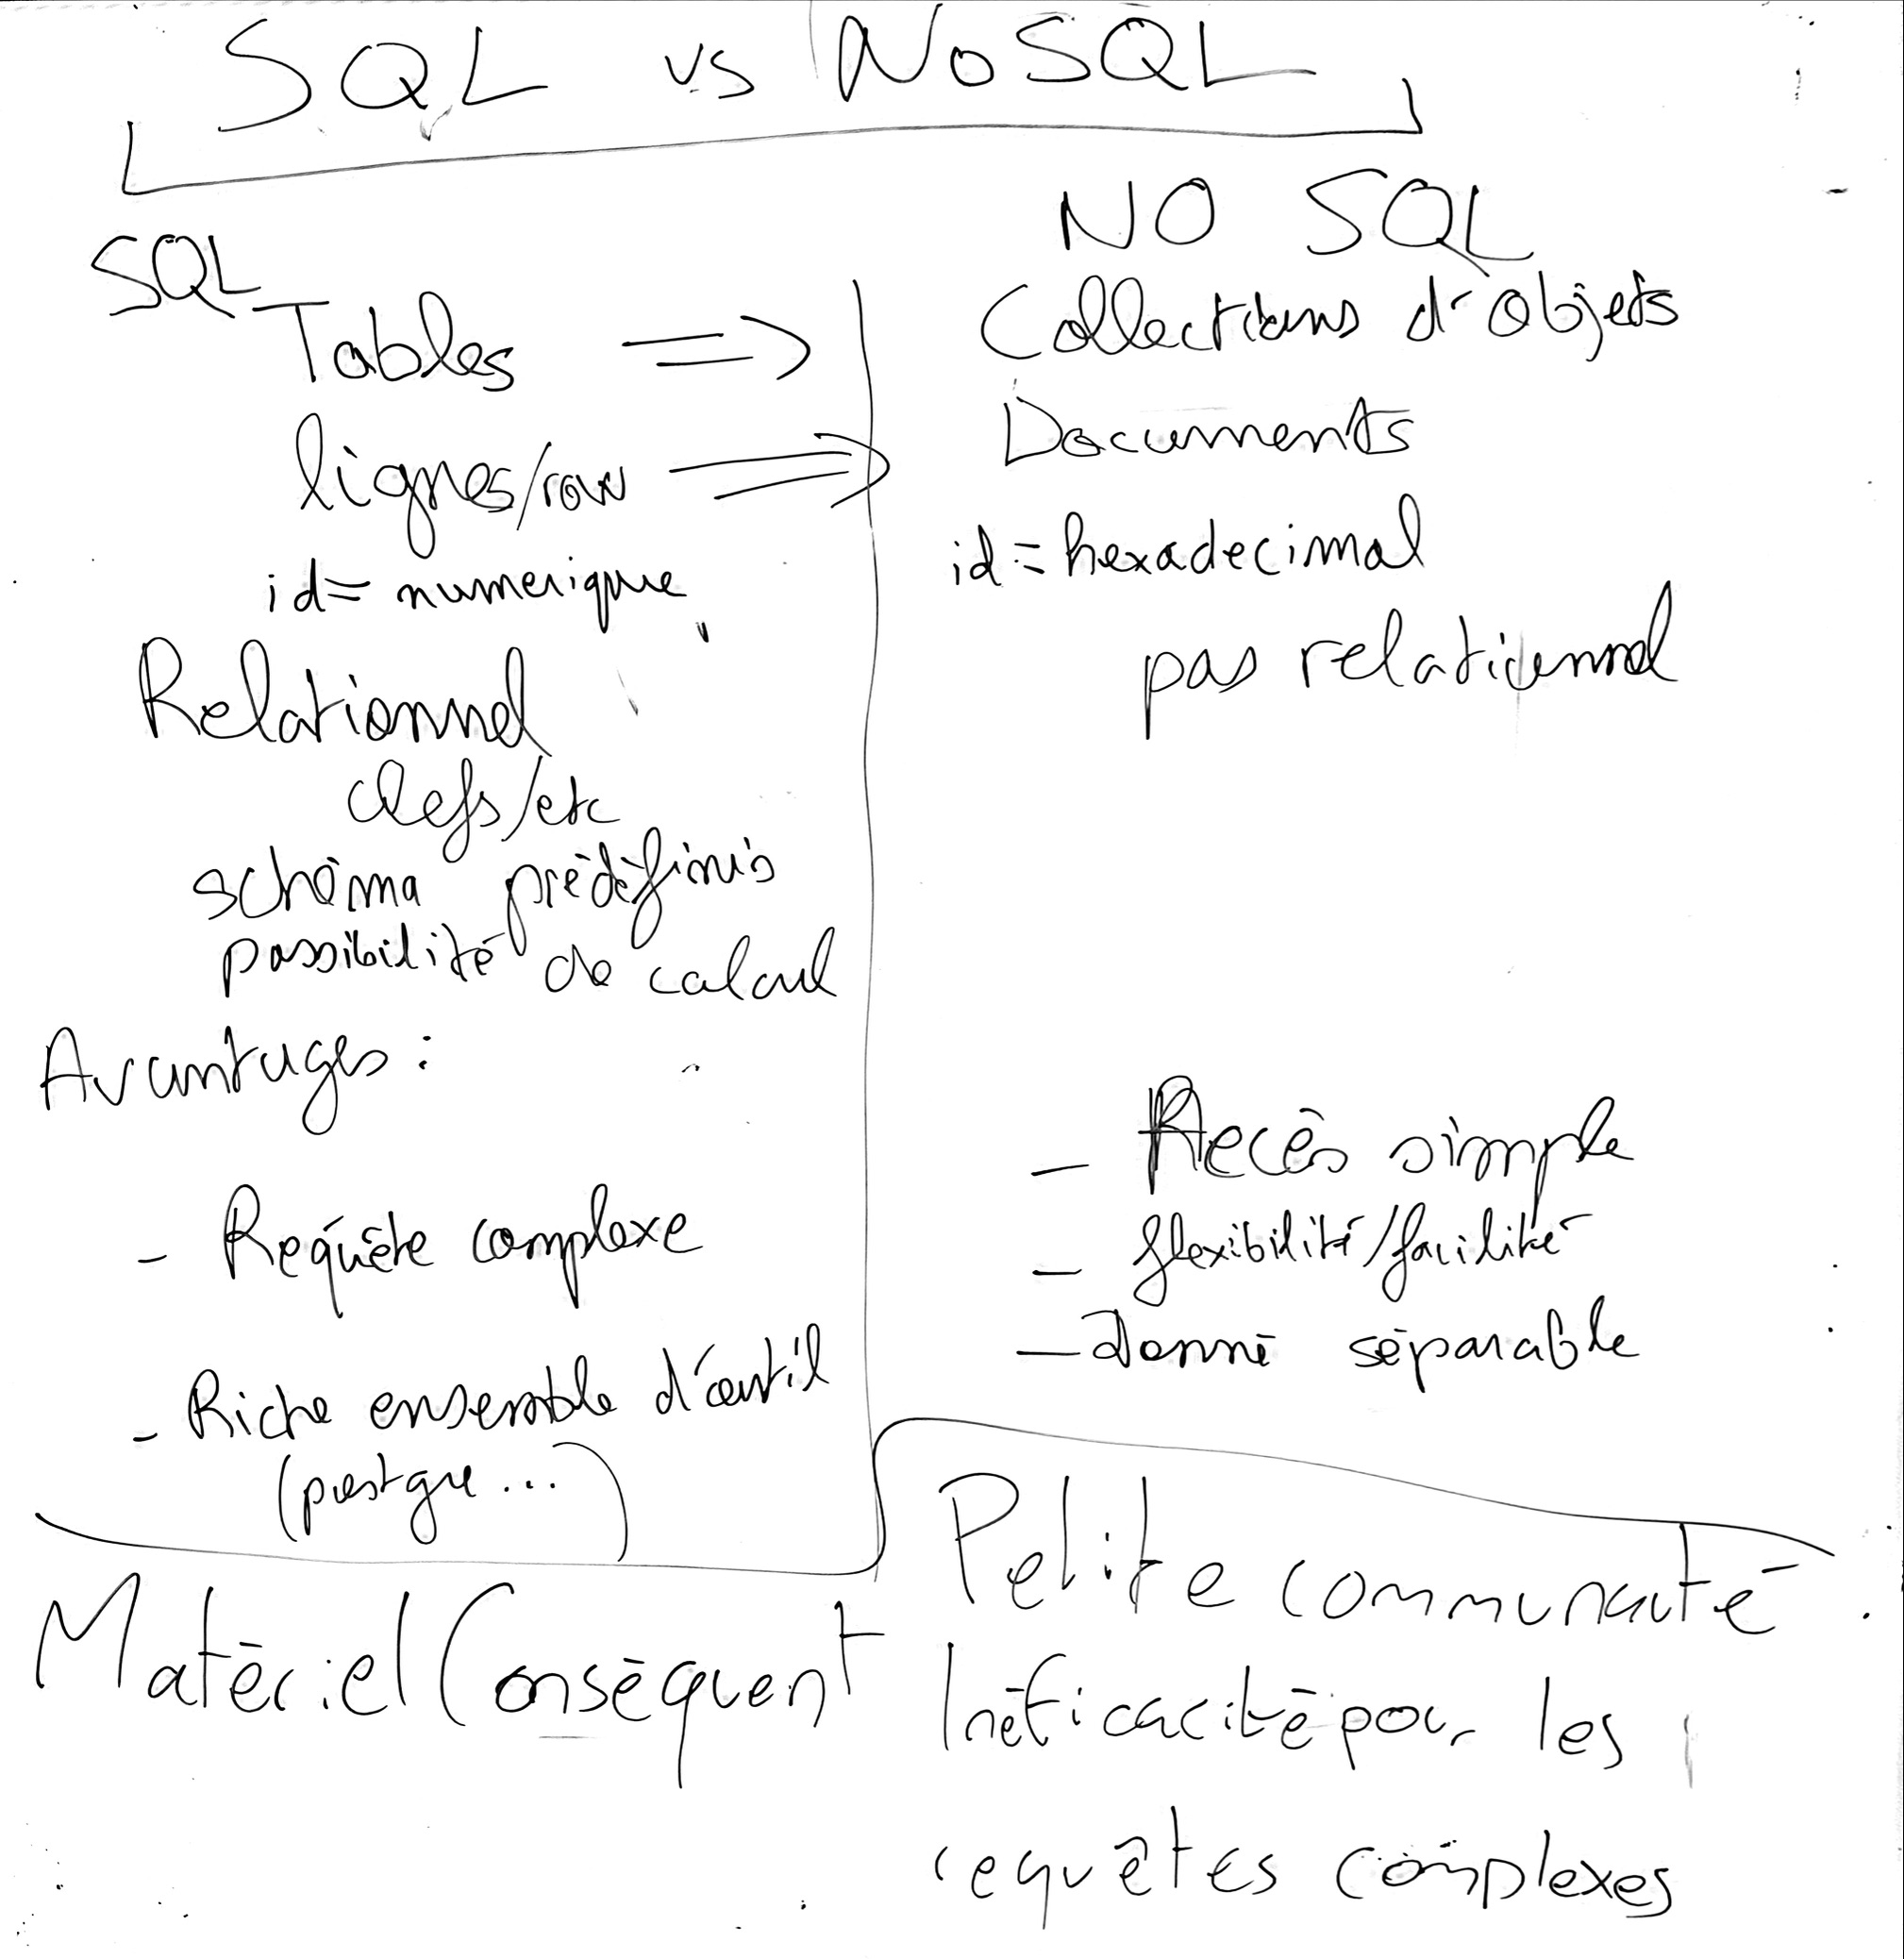 SQL vs NoSQL
SQL
Tables =>
lignes/row =>
id= numerique
Relationnel
clefs/etc
schéma prédéfinis
possibilité de calcul
Avantages :
- Requête complexe
- Riche ensemble d'outil
(postgre ...)
Matériel Conséquent
NO SQL
Collections d'objets
Documents
id = hexadecimal
pas relationnel
- Accès simple
- flexibilité/facilité
- Donné séparable
Petite communauté
Inéficacité pour les
requêtes complexes